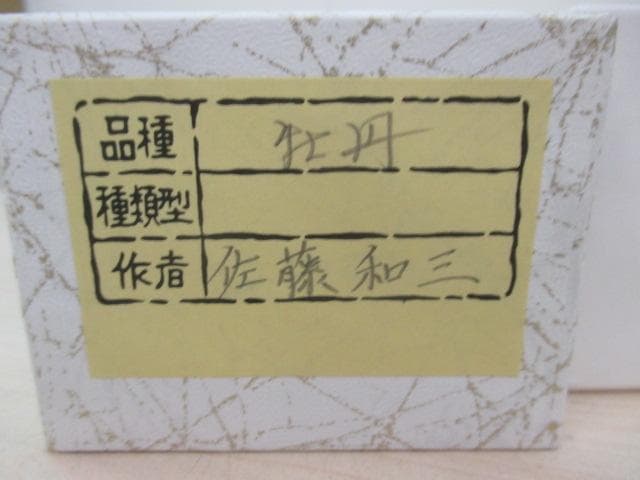 品種 牡丹
種類型
作者 佐藤和三